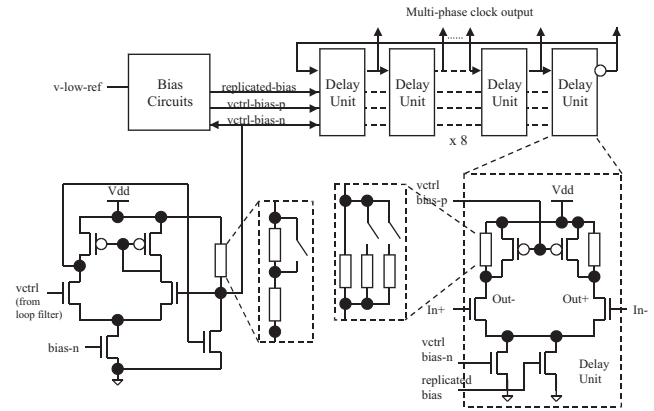 Multi-phase clock output
......
v-low-ref
Bias
Circuits
replicated-bias
vctrl-bias-p
vctrl-bias-n
Delay
Unit
Delay
Unit
Delay
Unit
Delay
Unit
x 8
Vdd
vctrl
(from
loop filter)
bias-n
vctrl
bias-p
Vdd
In+
Out-
Out+
In-
vctrl
bias-n
replicated
bias
Delay
Unit